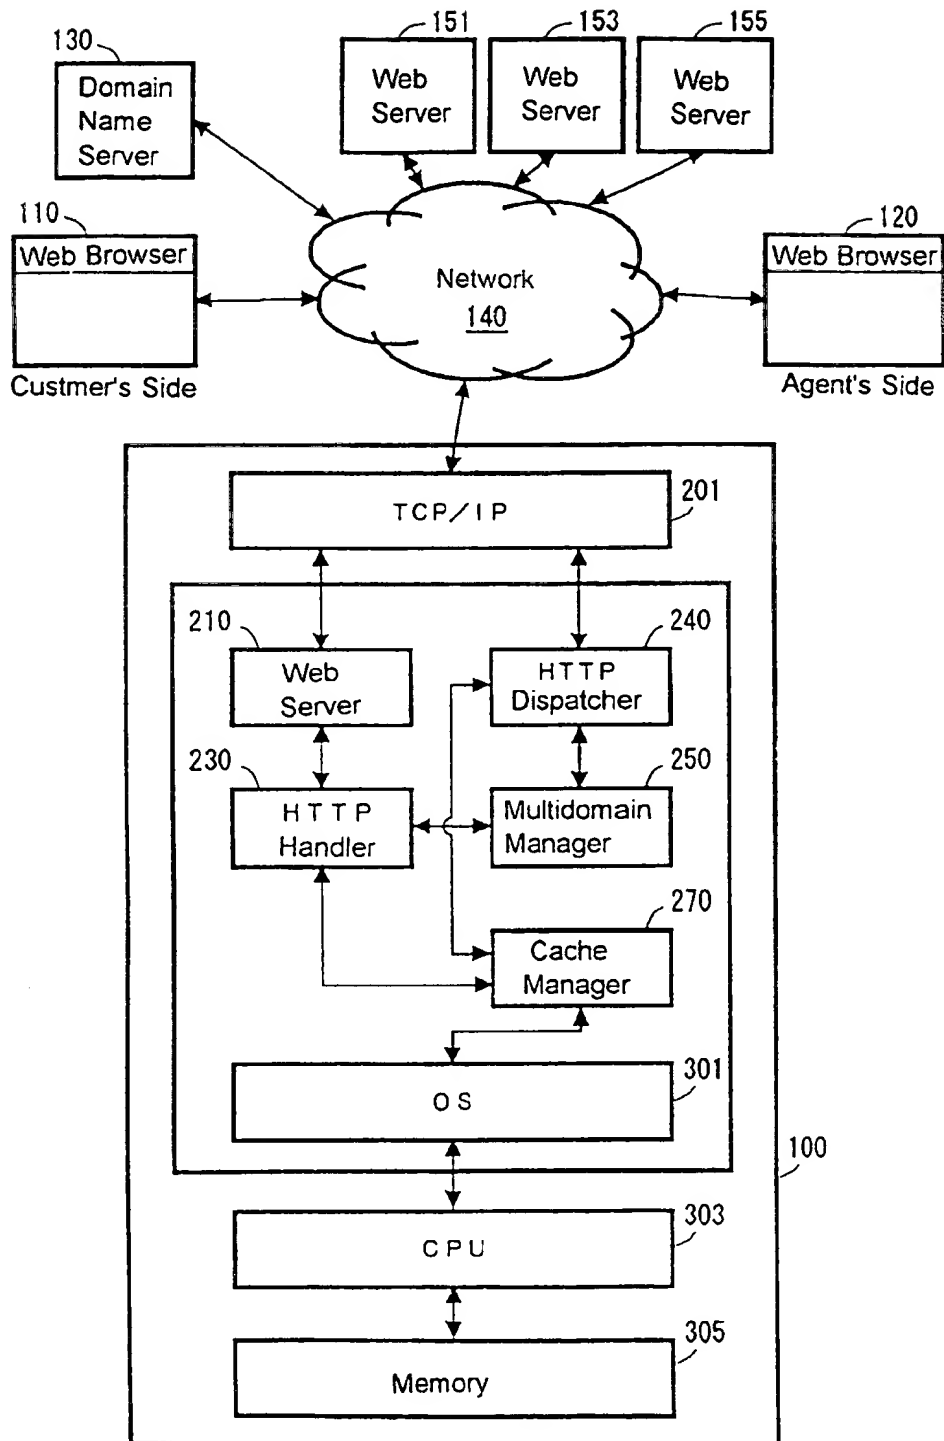 151
153
155
130
Web
Server
Web
Server
Web
Server
Domain
Name
Server
110
Web Browser
Custmer's Side
Network
140
120
Web Browser
Agent's Side
TCP/IP
201
210
Web
Server
240
HTTP
Dispatcher
230
HTTP
Handler
250
Multidomain
Manager
270
Cache
Manager
OS
301
100
CPU
303
Memory
305